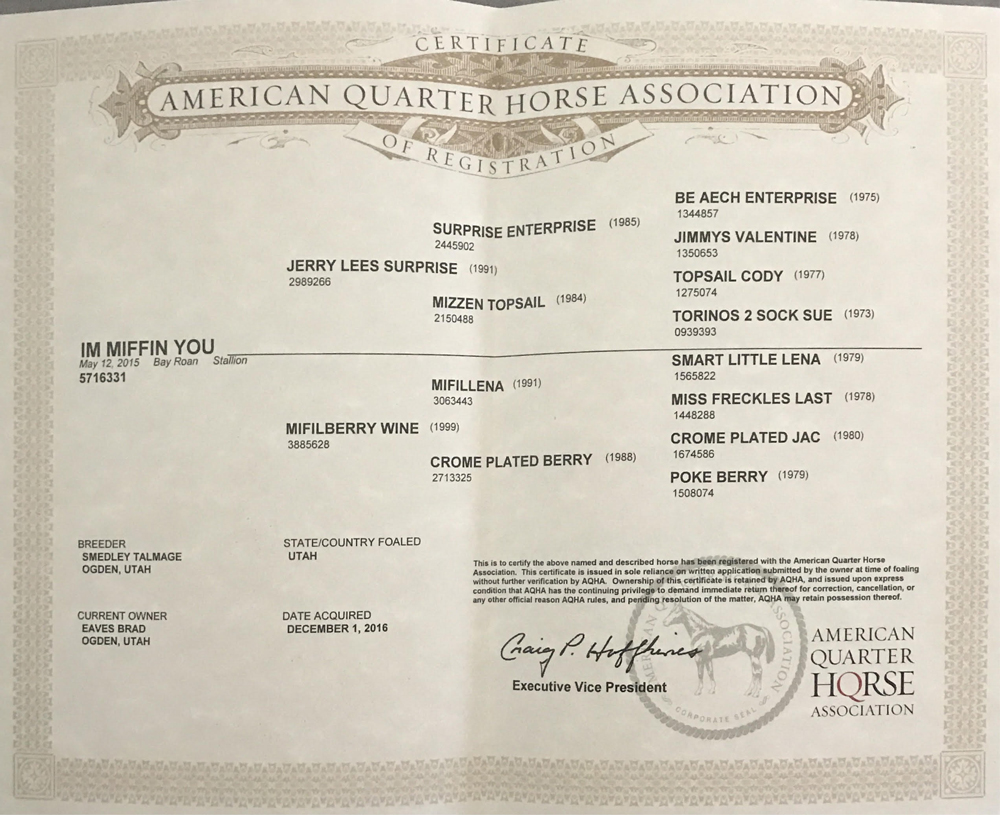 CERTIFICATE
AMERICAN QUARTER HORSE ASSOCIATION
OF REGISTRATION
BE AECH ENTERPRISE (1975)
1344857
SURPRISE ENTERPRISE (1985)
2445902
JIMMYS VALENTINE (1978)
1350653
JERRY LEES SURPRISE (1991)
2989266
TOPSAIL CODY (1977)
1275074
MIZZEN TOPSAIL (1984)
2150488
TORINOS 2 SOCK SUE (1973)
0939393
IM MIFFIN YOU
May 12, 2015 Bay Roan Stallion
5716331
SMART LITTLE LENA (1979)
1565822
MIFILLENA (1991)
3063443
MISS FRECKLES LAST (1978)
1448288
MIFILBERRY WINE (1999)
3885628
CROME PLATED JAC (1980)
1674586
CROME PLATED BERRY (1988)
2713325
POKE BERRY (1979)
1508074
BREEDER
SMEDLEY TALMAGE
OGDEN, UTAH
STATE/COUNTRY FOALED
UTAH
CURRENT OWNER
EAVES BRAD
OGDEN, UTAH
DATE ACQUIRED
DECEMBER 1, 2016
This is to certify the above named and described horse has been registered with the American Quarter Horse
Association. This certificate is issued in sole reliance on written application submitted by the owner at time of foaling
without further verification by AQHA. Ownership of this certificate is retained by AQHA, and issued upon express
condition that AQHA has the continuing privilege to demand immediate return thereof for correction, cancellation, or
any other official reason AQHA rules, and pending resolution of the matter, AQHA may retain possession thereof.
Craig P. Huffhines
Executive Vice President
CORPORATE SEAL
AMERICAN
QUARTER
HORSE
ASSOCIATION